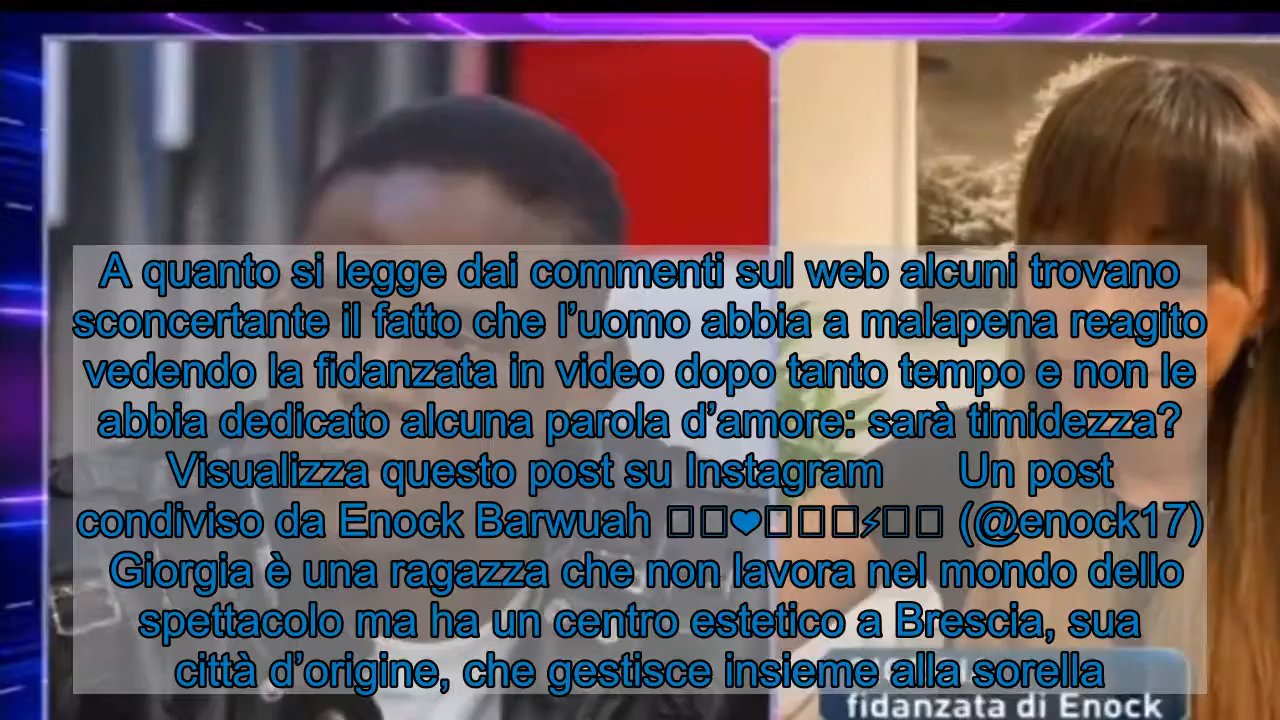 A quanto si legge dai commenti sul web alcuni trovano
sconcertante il fatto che l’uomo abbia a malapena reagito
vedendo la fidanzata in video dopo tanto tempo e non le
abbia dedicato alcuna parola d’amore: sarà timidezza?
Visualizza questo post su Instagram Un post
condiviso da Enock Barwuah □□❤□□□⚡□□ (@enock17)
Giorgia è una ragazza che non lavora nel mondo dello
spettacolo ma ha un centro estetico a Brescia, sua
città d’origine, che gestisce insieme alla sorella
fidanzata di Enock